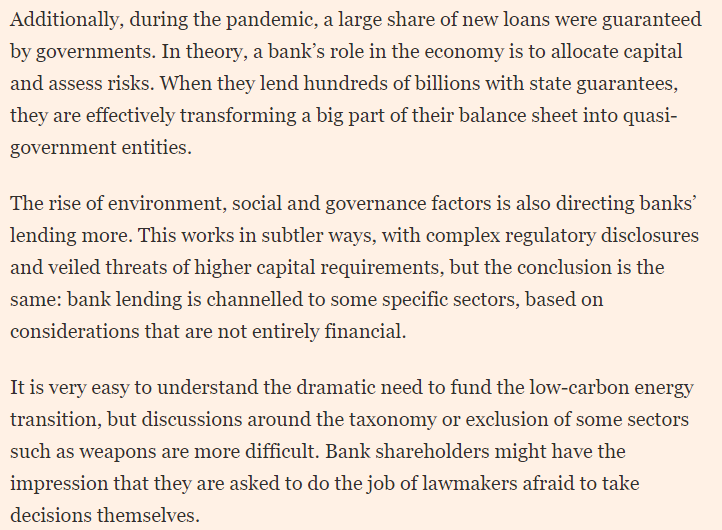 Additionally, during the pandemic, a large share of new loans were guaranteed
by governments. In theory, a bank’s role in the economy is to allocate capital
and assess risks. When they lend hundreds of billions with state guarantees,
they are effectively transforming a big part of their balance sheet into quasi-
government entities.
The rise of environment, social and governance factors is also directing banks’
lending more. This works in subtler ways, with complex regulatory disclosures
and veiled threats of higher capital requirements, but the conclusion is the
same: bank lending is channelled to some specific sectors, based on
considerations that are not entirely financial.
It is very easy to understand the dramatic need to fund the low-carbon energy
transition, but discussions around the taxonomy or exclusion of some sectors
such as weapons are more difficult. Bank shareholders might have the
impression that they are asked to do the job of lawmakers afraid to take
decisions themselves.